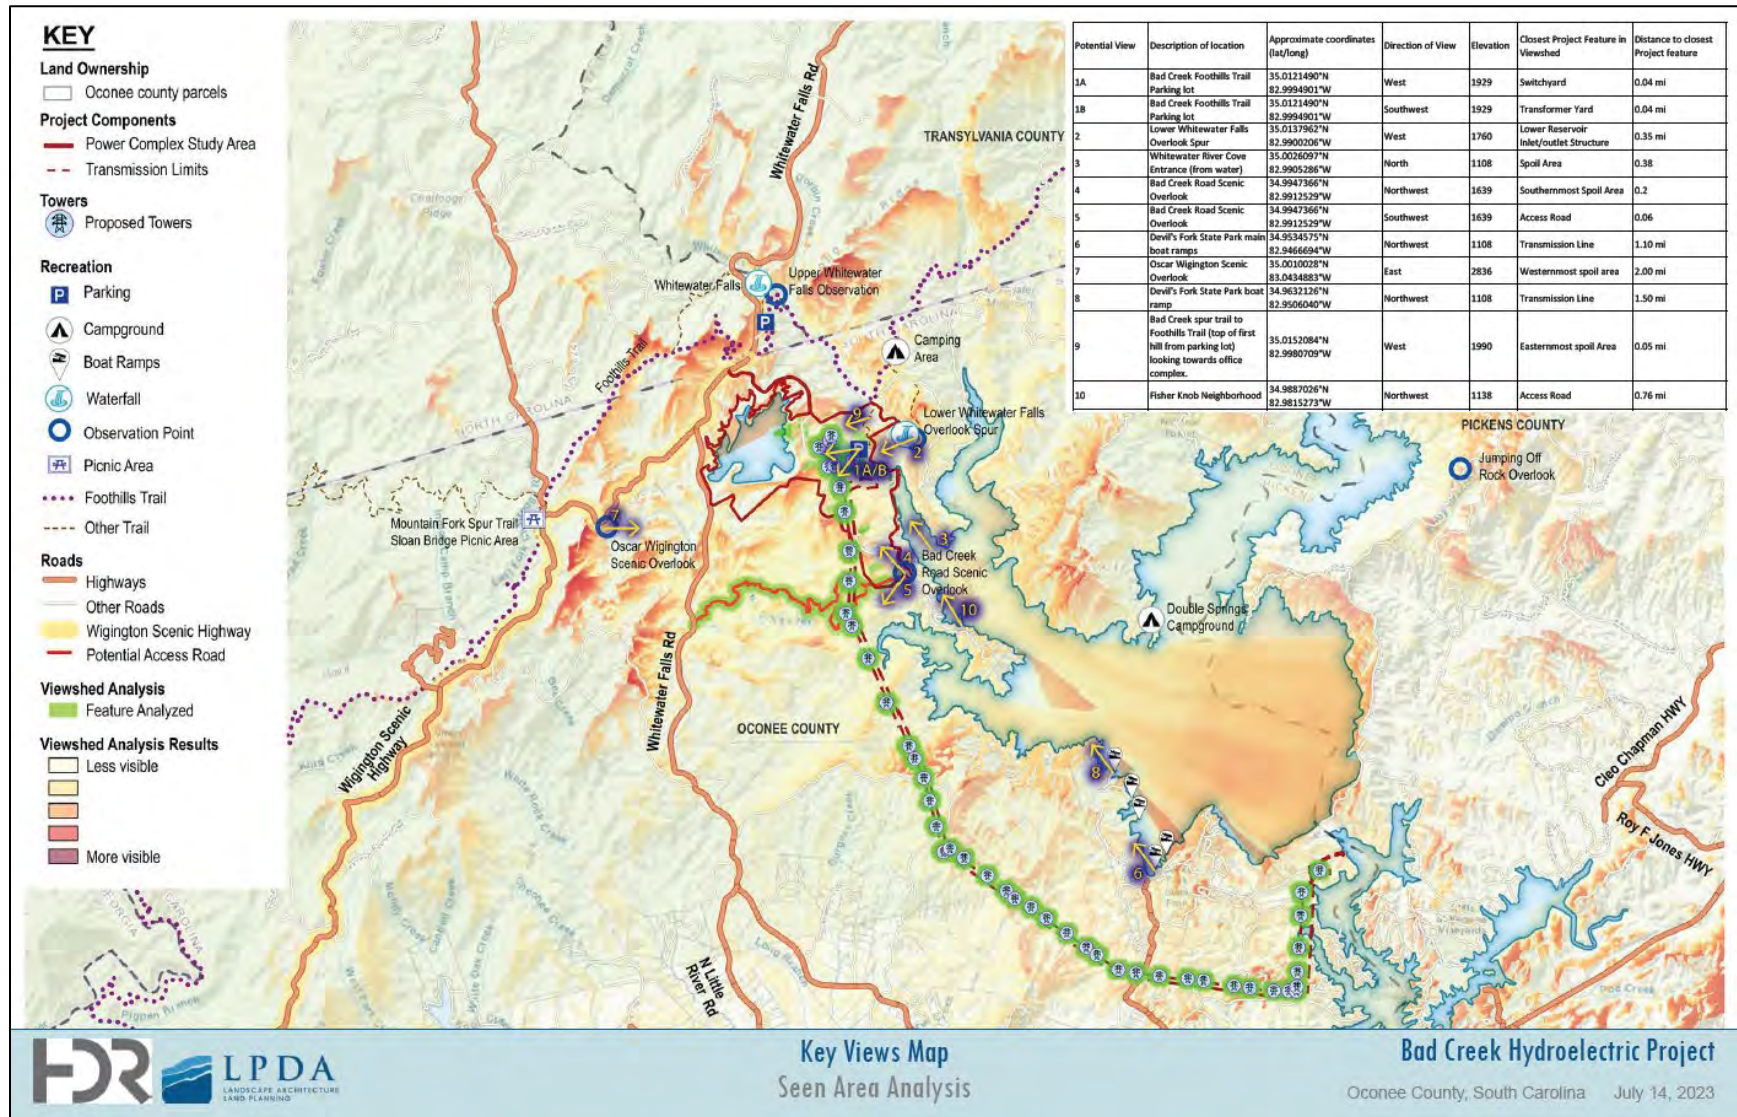 KEY
Land Ownership
Oconee county parcels
Project Components
Power Complex Study Area
Transmission Limits
Towers
Proposed Towers
Recreation
P Parking
Campground
Boat Ramps
Waterfall
Observation Point
Picnic Area
Foothills Trail
Other Trail
Roads
Highways
Other Roads
Wigington Scenic Highway
Potential Access Road
Viewshed Analysis
Feature Analyzed
Viewshed Analysis Results
Less visible
More visible
Potential View Description of location Approximate coordinates (lat/long) Direction of View Elevation Closest Project Feature in Viewshed Distance to closest Project feature
1A Bad Creek Foothills Trail Parking lot 35.0121490°N 82.9994901°W West 1929 Switchyard 0.04 mi
1B Bad Creek Foothills Trail Parking lot 35.0121490°N 82.9994901°W Southwest 1929 Transformer Yard 0.04 mi
2 Lower Whitewater Falls Overlook Spur 35.0137962°N 82.9900206°W West 1760 Lower Reservoir Inlet/outlet Structure 0.35 mi
3 Whitewater River Cove Entrance (from water) 35.0026097°N 82.9905286°W North 1108 Spoil Area 0.38
4 Bad Creek Road Scenic Overlook 34.9947366°N 82.9912529°W Northwest 1639 Southernmost Spoil Area 0.2
5 Bad Creek Road Scenic Overlook 34.9947366°N 82.9912529°W Southwest 1639 Access Road 0.06
6 Devil's Fork State Park main boat ramps 34.9534575°N 82.9466694°W Northwest 1108 Transmission Line 1.10 mi
7 Oscar Wigington Scenic Overlook 35.0010028°N 83.0434883°W East 2836 Westernmost spoil area 2.00 mi
8 Devil's Fork State Park boat ramp 34.9632126°N 82.9506040°W Northwest 1108 Transmission Line 1.50 mi
9 Bad Creek spur trail to Foothills Trail (top of first hill from parking lot) looking towards office complex. 35.0152084°N 82.9980709°W West 1990 Easternmost spoil Area 0.05 mi
10 Fisher Knob Neighborhood 34.9887026°N 82.9815273°W Northwest 1138 Access Road 0.76 mi
Whitewater Falls Rd
TRANSYLVANIA COUNTY
Whitewater Falls
Upper Whitewater
Falls Observation
P
Camping
Area
Foothills Trail
NORTH CAROLINA
SOUTH CAROLINA
Lower Whitewater Falls
Overlook Spur
9
2
P
1A/B
PICKENS COUNTY
Jumping Off
Rock Overlook
Mountain Fork Spur Trail
Sloan Bridge Picnic Area
7
Oscar Wigington
Scenic Overlook
3
4
5
Bad Creek
Road Scenic
Overlook
10
Double Springs
Campground
Whitewater Falls Rd
OCONEE COUNTY
Wigington Scenic
Highway
8
6
Cleo Chapman HWY
Roy F Jones HWY
N Little
River Rd
White Rock Creek
GEORGIA
CAROLINA
HDR
LPDA
LANDSCAPE ARCHITECTURE
LAND PLANNING
Key Views Map
Seen Area Analysis
Bad Creek Hydroelectric Project
Oconee County, South Carolina July 14, 2023